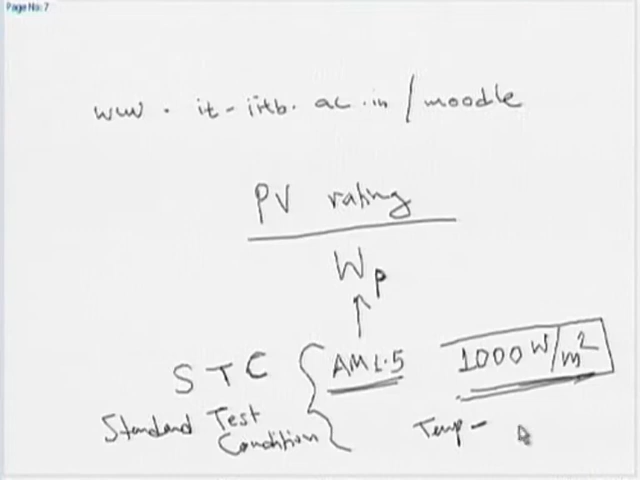 Page No: 7
www. it-iitb. ac.in/moodle
PV rating
Wp
STC { AM1.5 1000 W/m²
Standard Test Condition Temp-